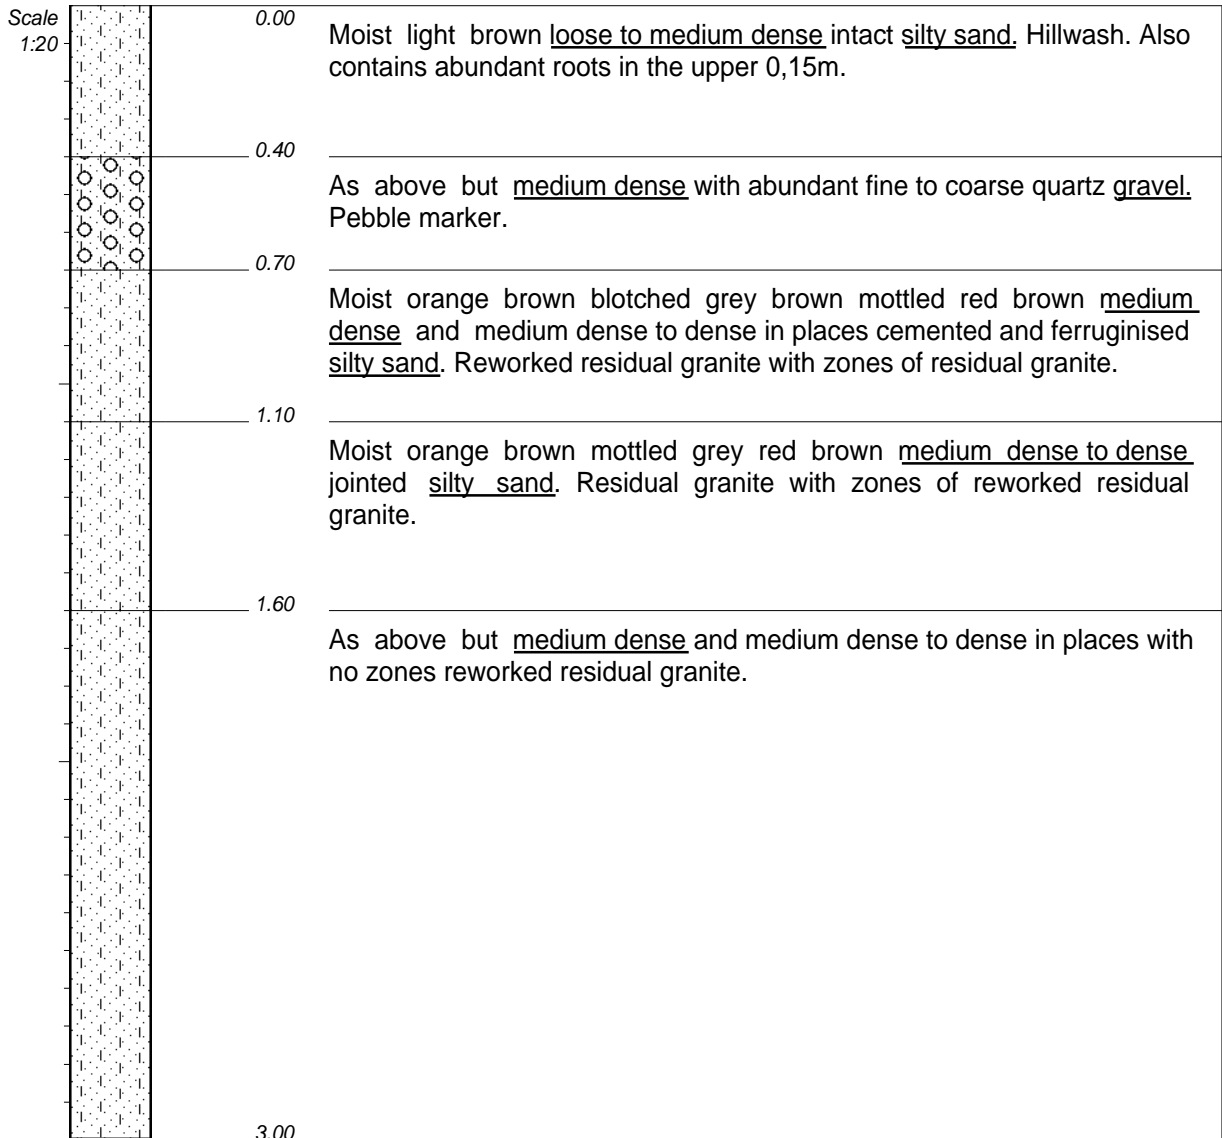 Scale
1:20
0.00
Moist light brown loose to medium dense intact silty sand. Hillwash. Also
contains abundant roots in the upper 0,15m.
0.40
As above but medium dense with abundant fine to coarse quartz gravel.
Pebble marker.
0.70
Moist orange brown blotched grey brown mottled red brown medium
dense and medium dense to dense in places cemented and ferruginised
silty sand. Reworked residual granite with zones of residual granite.
1.10
Moist orange brown mottled grey red brown medium dense to dense
jointed silty sand. Residual granite with zones of reworked residual
granite.
1.60
As above but medium dense and medium dense to dense in places with
no zones reworked residual granite.
3.00